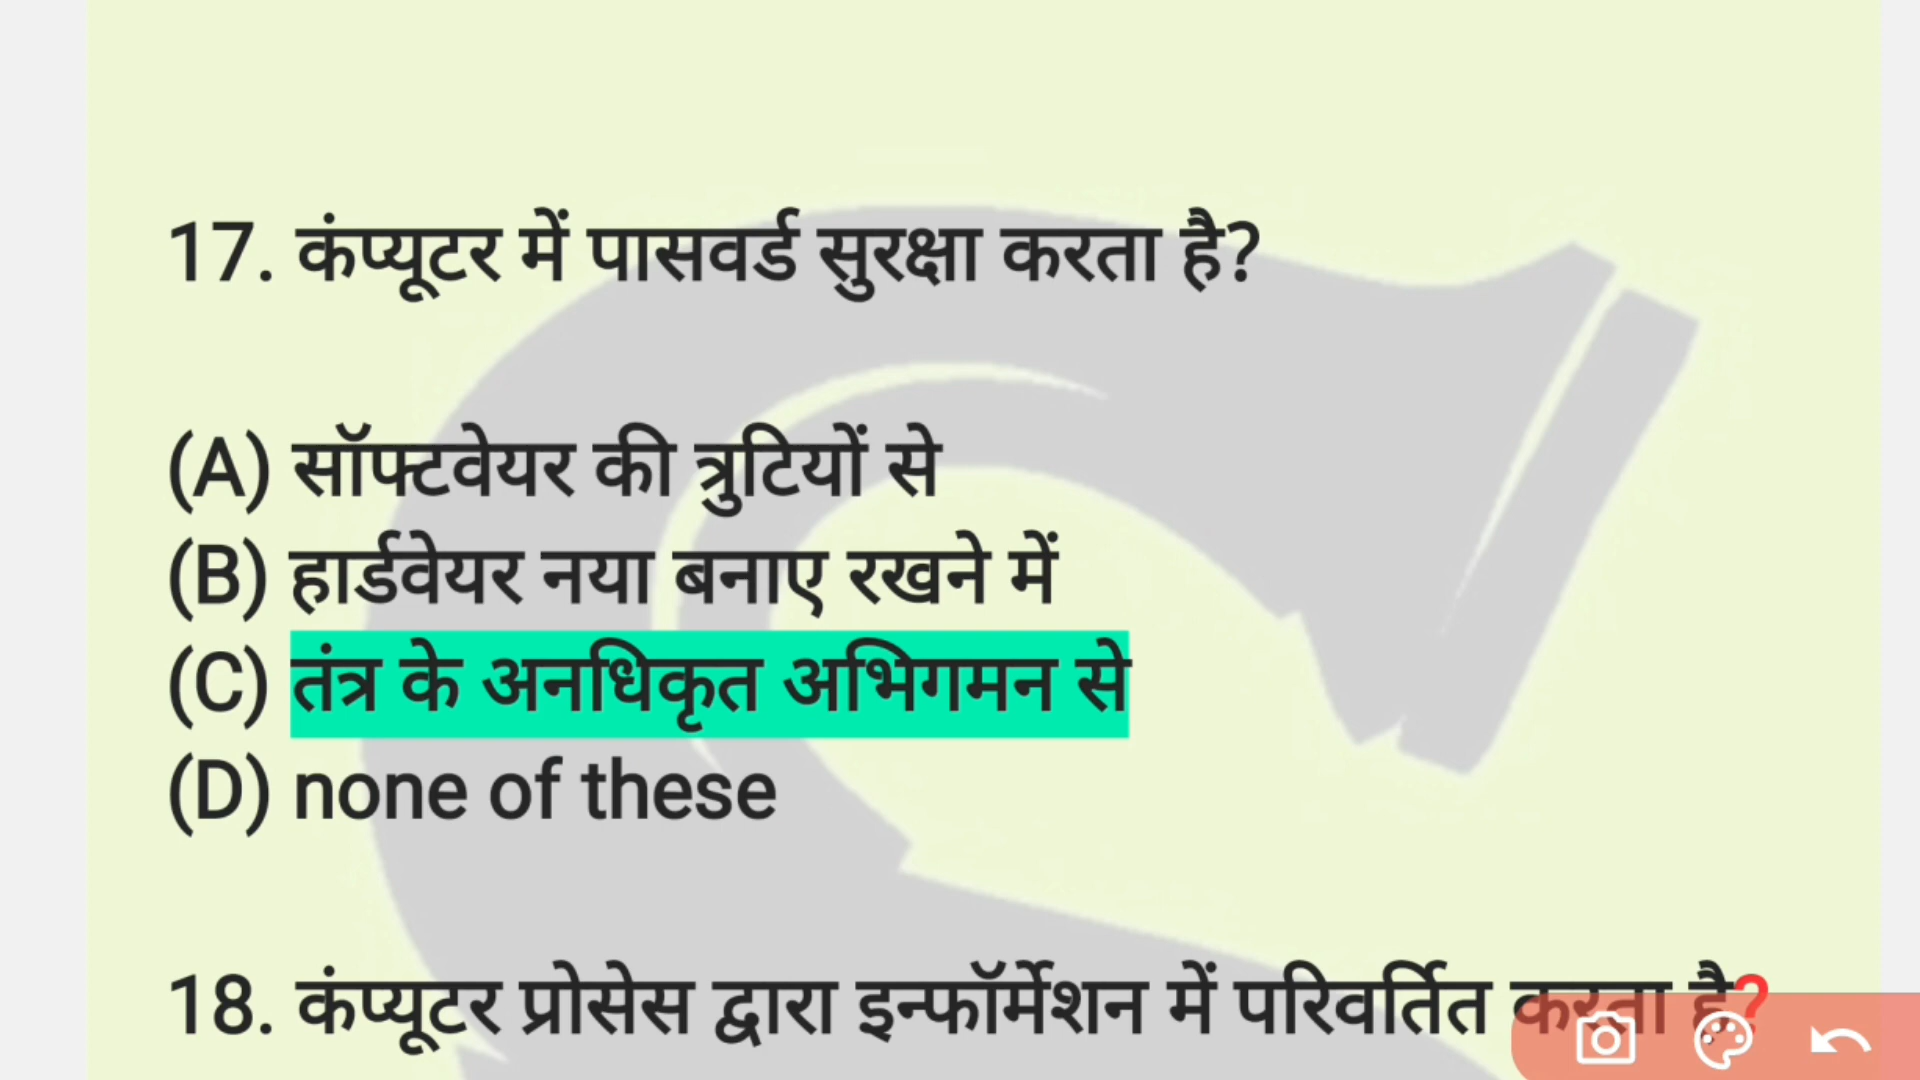 17. कंप्यूटर में पासवर्ड सुरक्षा करता है?
(A) सॉफ्टवेयर की त्रुटियों से
(B) हार्डवेयर नया बनाए रखने में
(C) तंत्र के अनधिकृत अभिगमन से
(D) none of these
18. कंप्यूटर प्रोसेस द्वारा इन्फॉर्मेशन में परिवर्तित करता है?